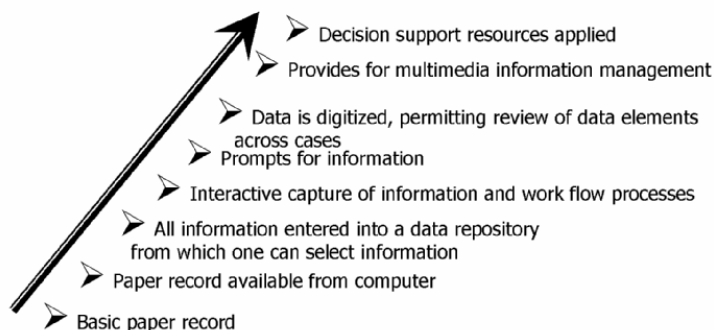 Decision support resources applied
Provides for multimedia information management
Data is digitized, permitting review of data elements
across cases
Prompts for information
Interactive capture of information and work flow processes
All information entered into a data repository
from which one can select information
Paper record available from computer
Basic paper record